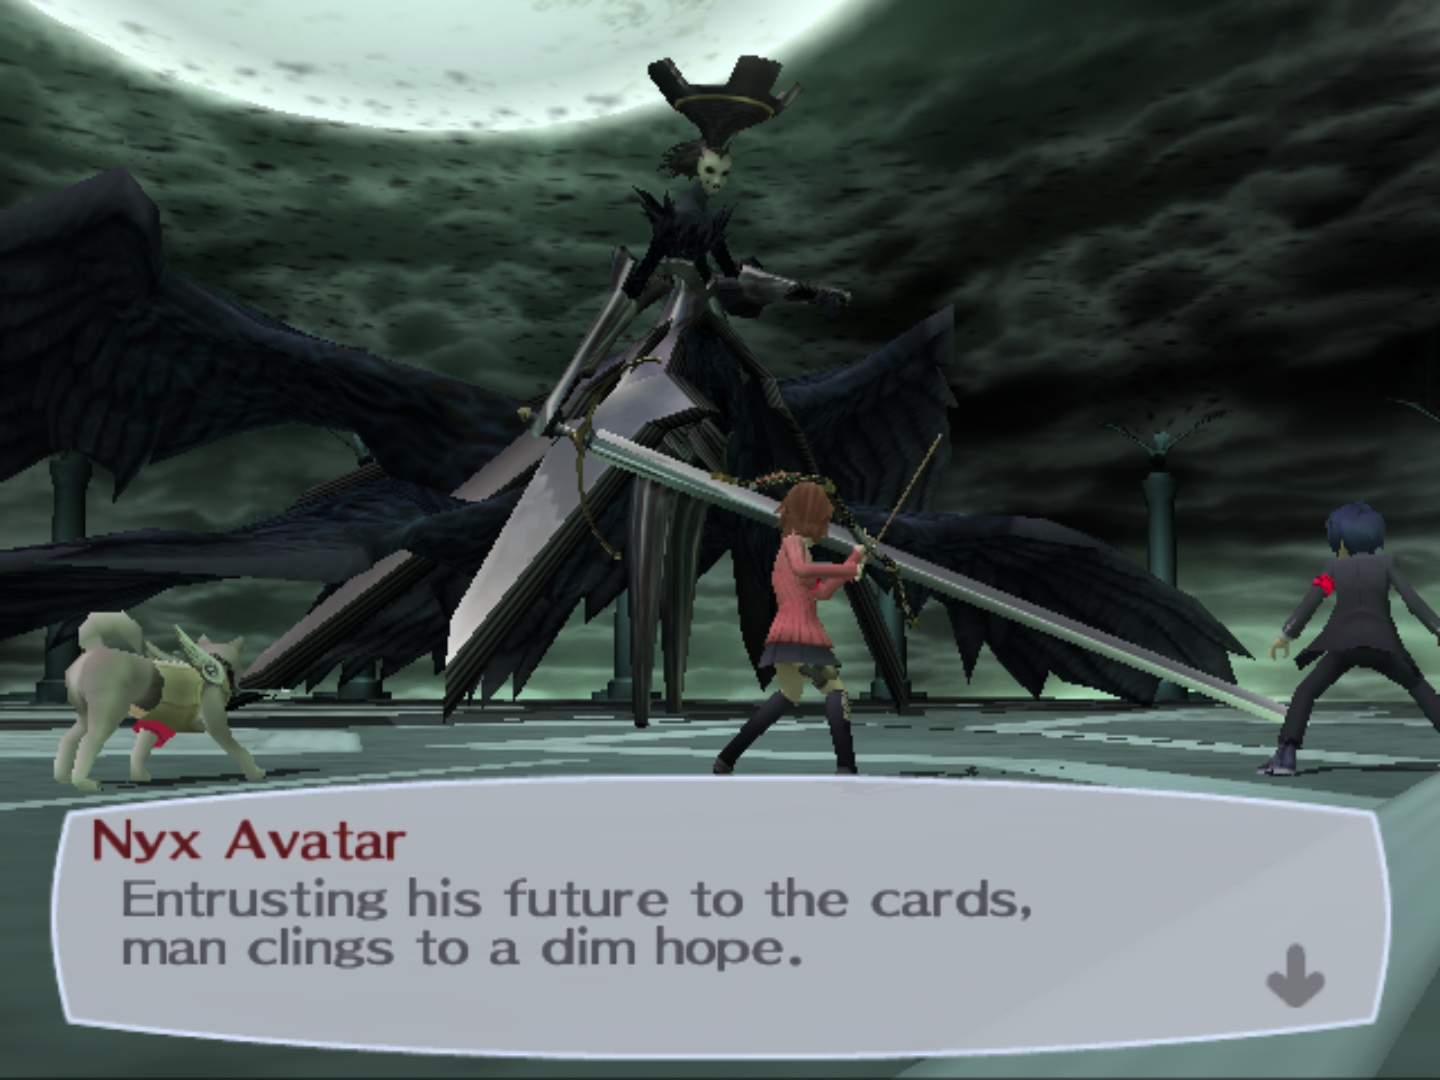 Nyx Avatar
Entrusting his future to the cards,
man clings to a dim hope.